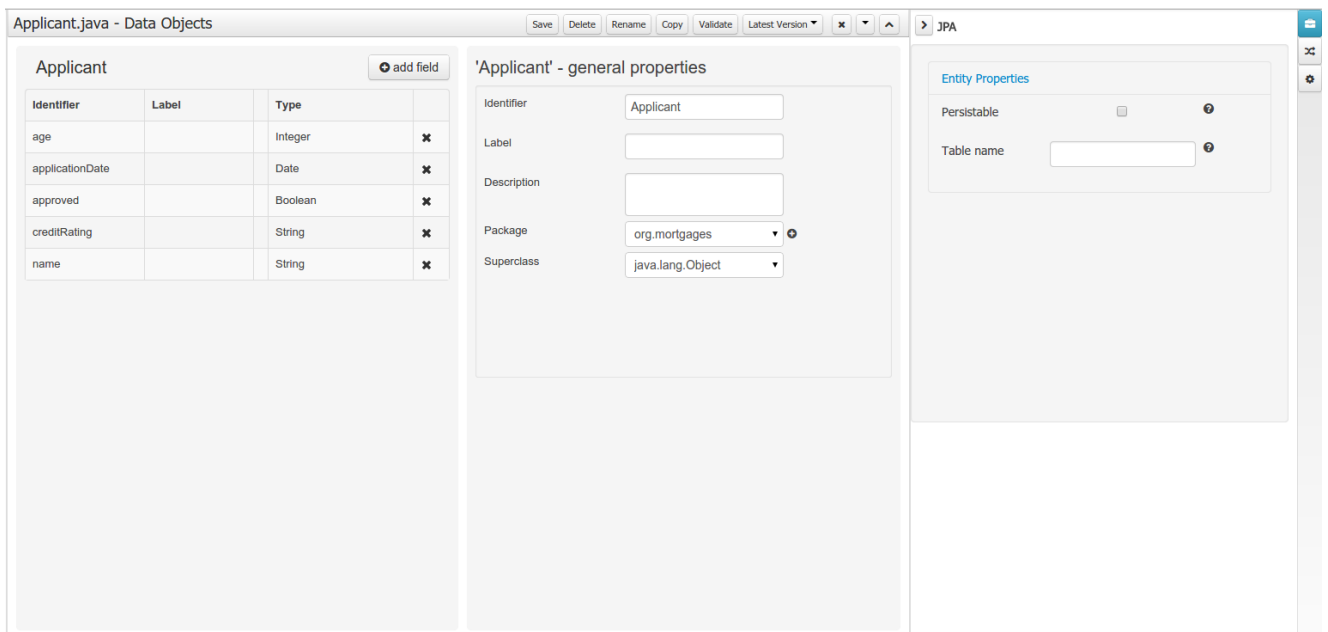 Applicant.java - Data Objects
Save Delete Rename Copy Validate Latest Version
JPA
Applicant
add field
Identifier Label Type
age Integer
applicationDate Date
approved Boolean
creditRating String
name String
'Applicant' - general properties
Identifier Applicant
Label
Description
Package org.mortgages
Superclass java.lang.Object
Entity Properties
Persistable
Table name